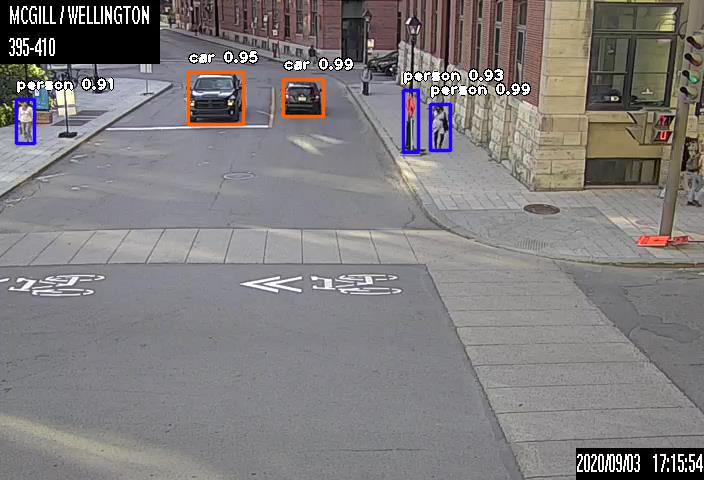 MCGILL / WELLINGTON
395-410
car 0.95
car 0.99
person 0.91
person 0.93
person 0.99
2020/09/03 17:15:54